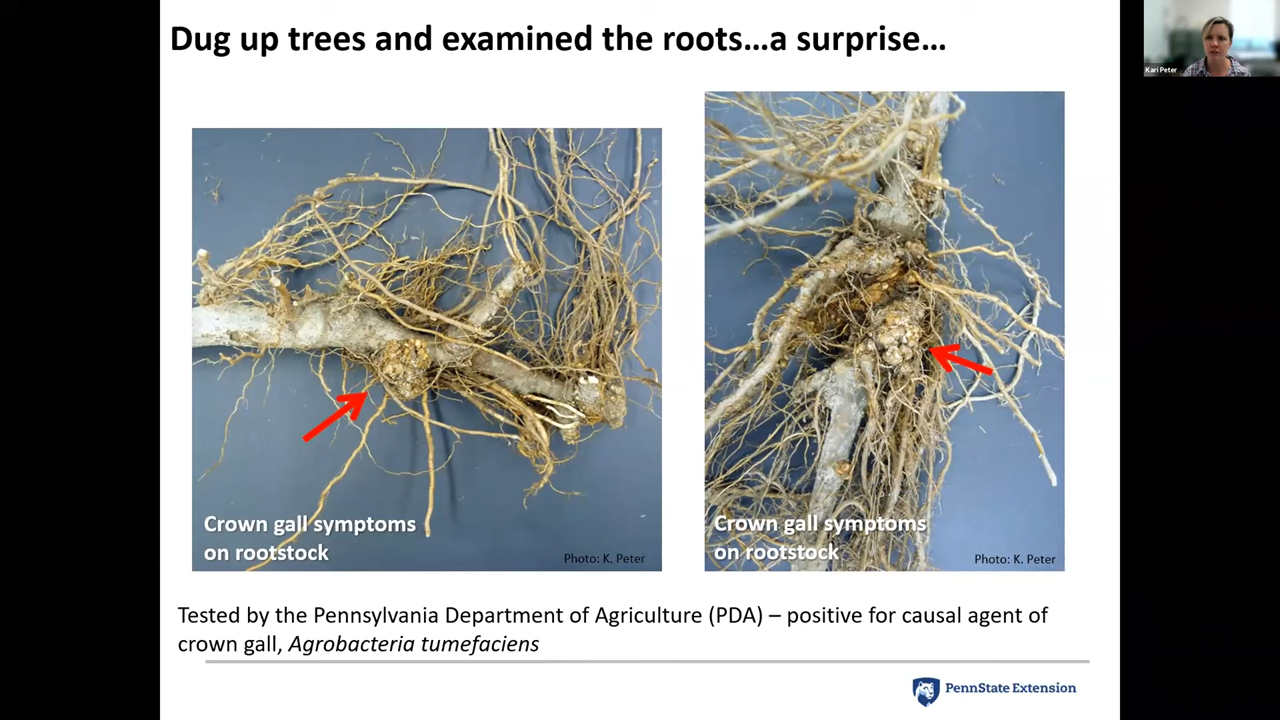 Dug up trees and examined the roots…a surprise…
Kari Peter
Crown gall symptoms
on rootstock
Photo: K. Peter
Crown gall symptoms
on rootstock
Photo: K. Peter
Tested by the Pennsylvania Department of Agriculture (PDA) – positive for causal agent of
crown gall, Agrobacteria tumefaciens
PennState Extension